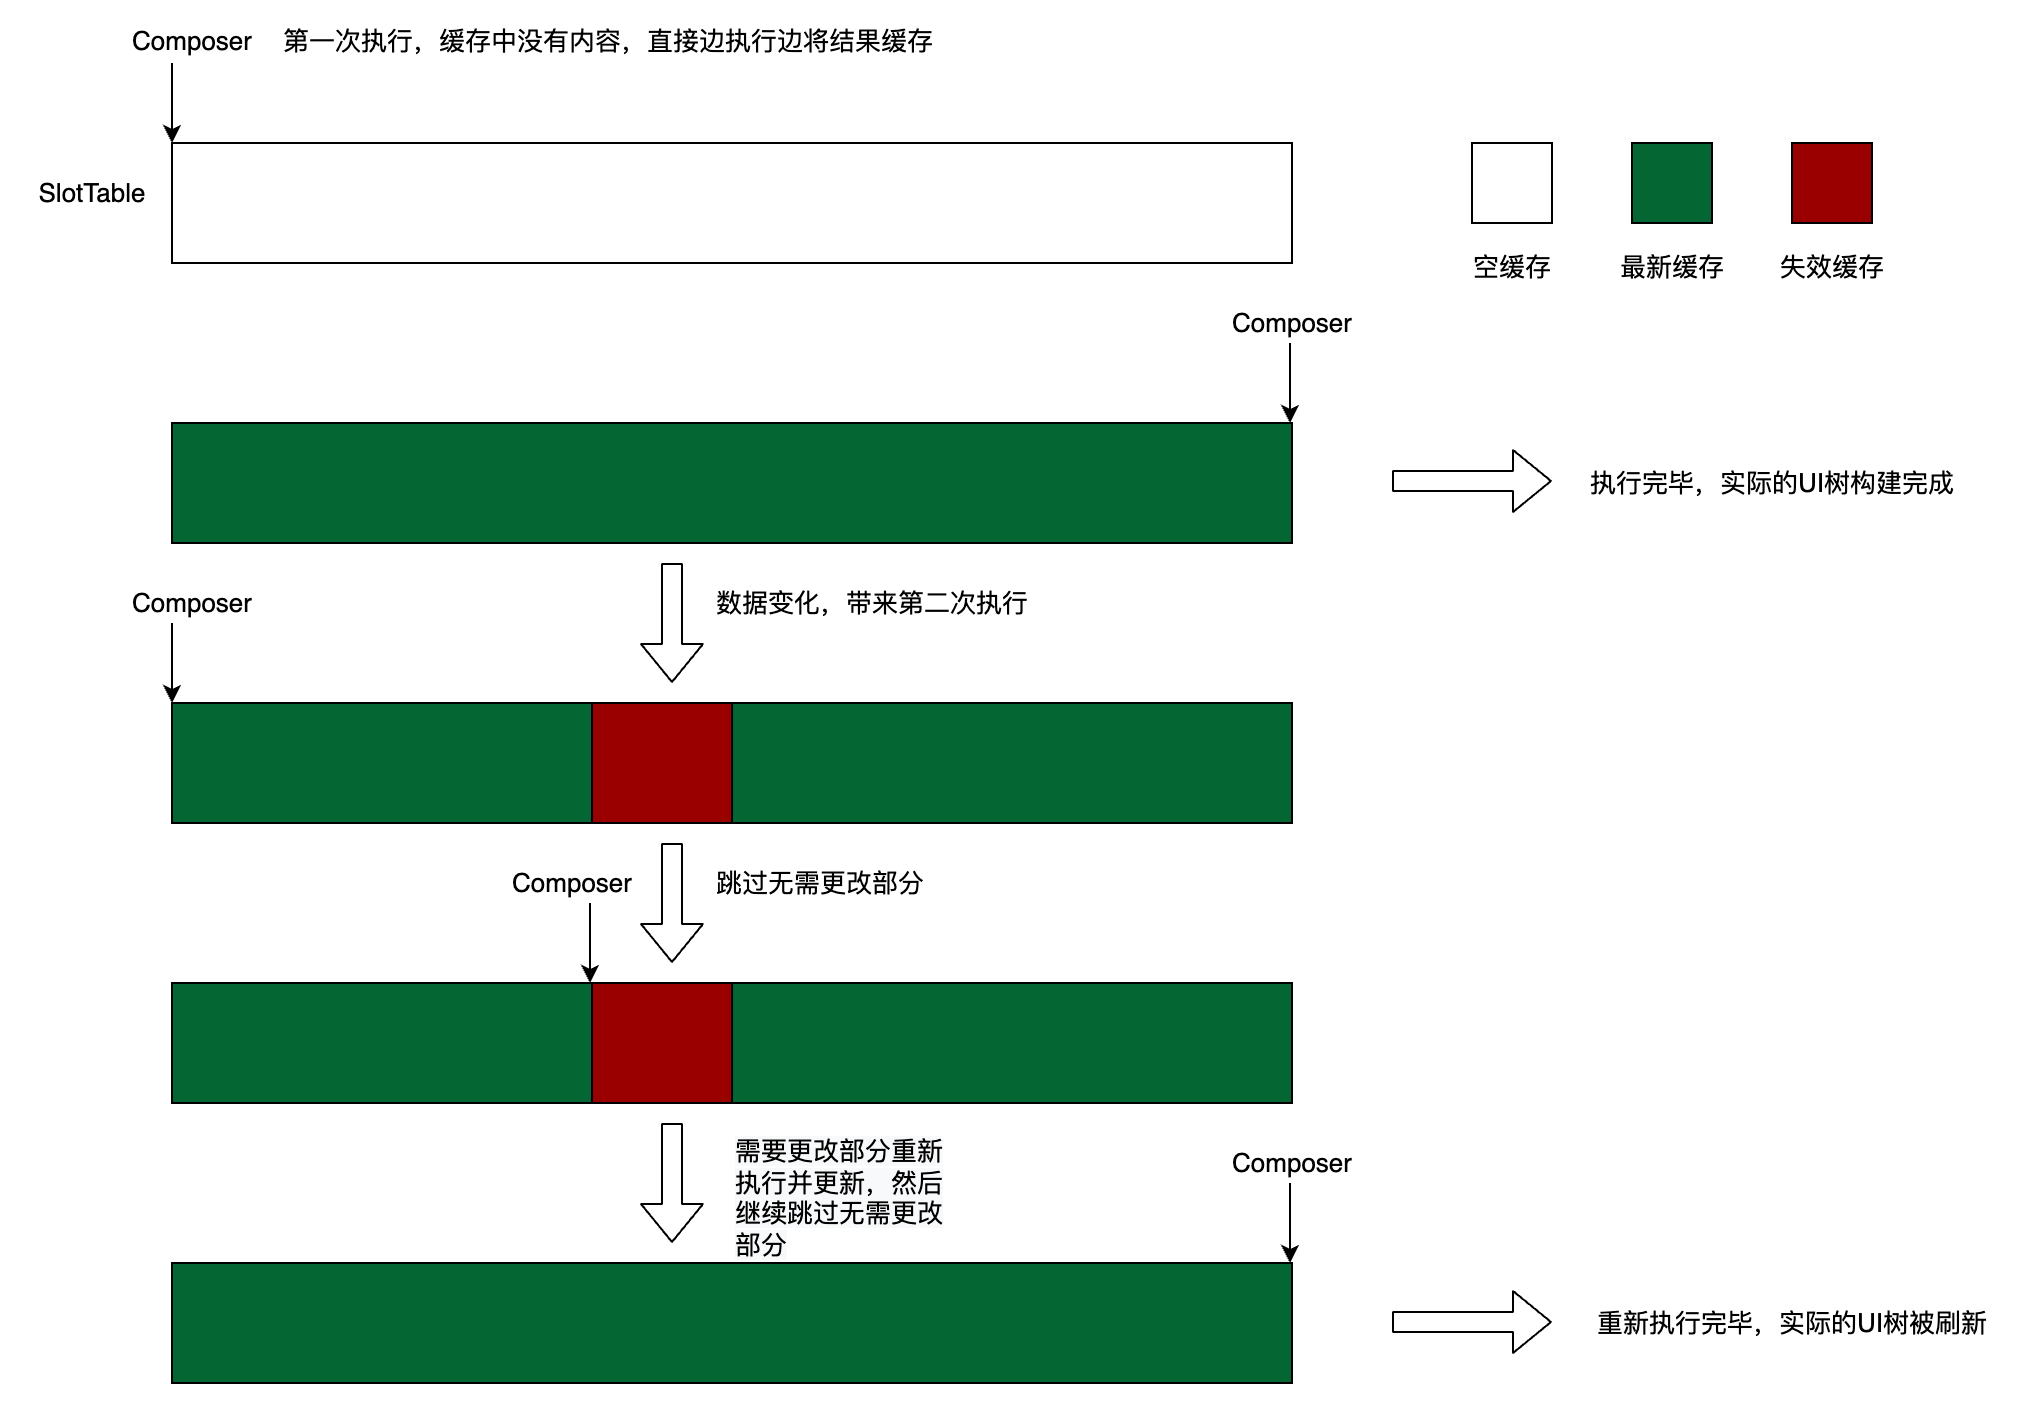 Composer 第一次执行，缓存中没有内容，直接边执行边将结果缓存
SlotTable
空缓存 最新缓存 失效缓存
Composer
执行完毕，实际的UI树构建完成
Composer 数据变化，带来第二次执行
Composer 跳过无需更改部分
需要更改部分重新
执行并更新，然后
继续跳过无需更改
部分
Composer
重新执行完毕，实际的UI树被刷新